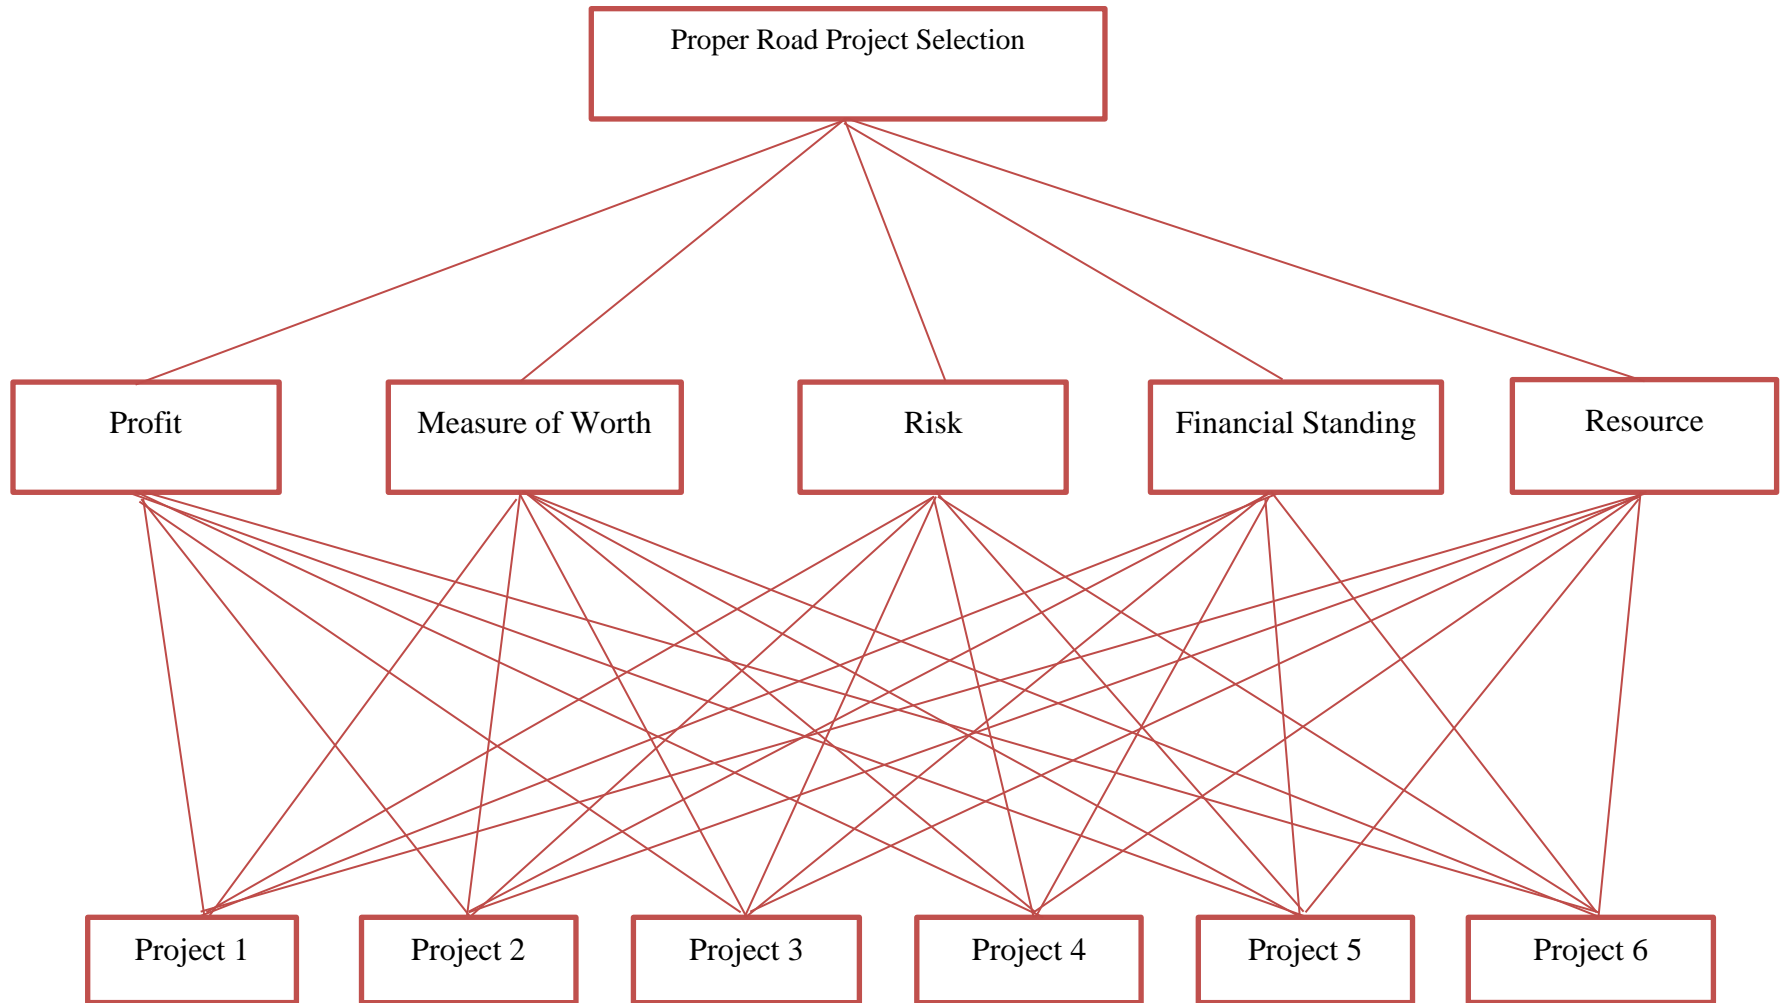 Proper Road Project Selection
Profit
Measure of Worth
Risk
Financial Standing
Resource
Project 1
Project 2
Project 3
Project 4
Project 5
Project 6